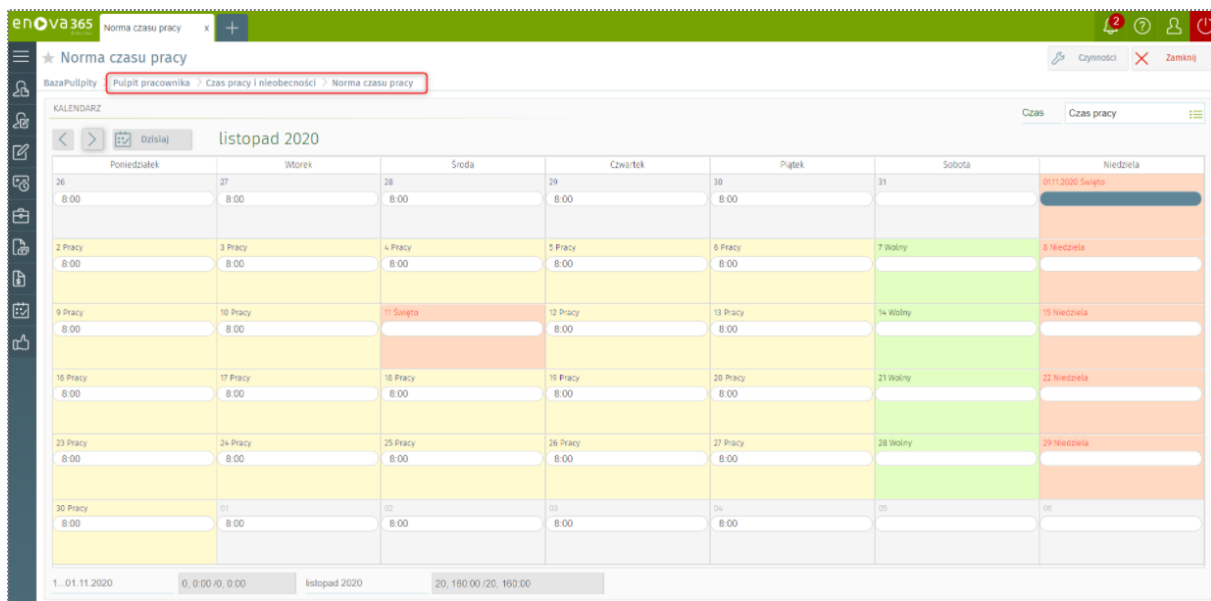 enova365 Norma czasu pracy x +
2
Norma czasu pracy Czynności Zamknij
BazaPullpity > Pulpit pracownika > Czas pracy i nieobecności > Norma czasu pracy
KALENDARZ
Czas Czas pracy
< > Dzisiaj listopad 2020
Poniedziałek Wtorek Środa Czwartek Piątek Sobota Niedziela
26 27 28 29 30 31 01.11.2020 Święto
8:00 8:00 8:00 8:00 8:00
2 Pracy 3 Pracy 4 Pracy 5 Pracy 6 Pracy 7 Wolny 8 Niedziela
8:00 8:00 8:00 8:00 8:00
9 Pracy 10 Pracy 11 Święto 12 Pracy 13 Pracy 14 Wolny 15 Niedziela
8:00 8:00 8:00 8:00
16 Pracy 17 Pracy 18 Pracy 19 Pracy 20 Pracy 21 Wolny 22 Niedziela
8:00 8:00 8:00 8:00 8:00
23 Pracy 24 Pracy 25 Pracy 26 Pracy 27 Pracy 28 Wolny 29 Niedziela
8:00 8:00 8:00 8:00 8:00
30 Pracy 01 02 03 04 05 06
8:00 8:00 8:00 8:00 8:00
1...01.11.2020 0, 0:00 /0, 0:00 listopad 2020 20, 160:00 /20, 160:00